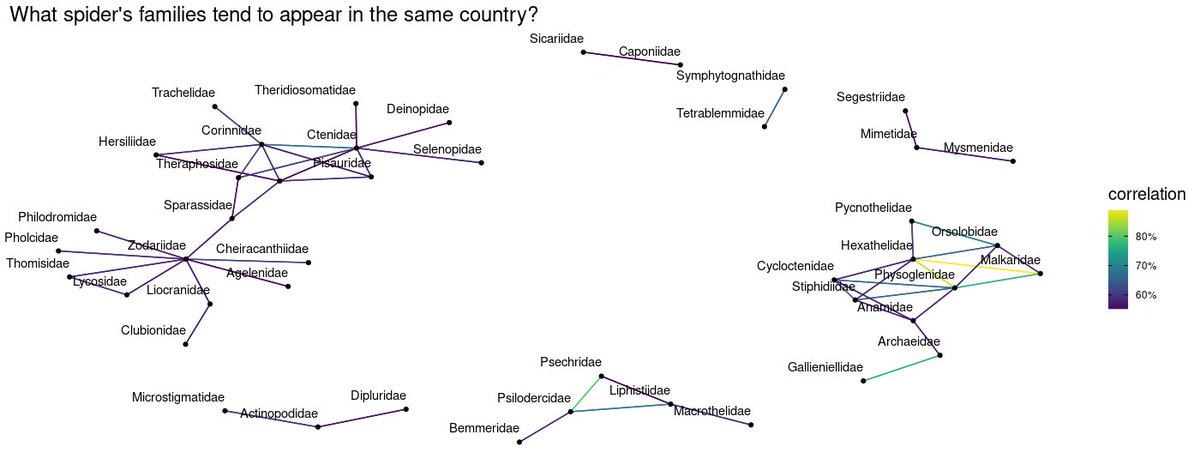 What spider's families tend to appear in the same country?
Sicariidae
Caponiidae
Symphytognathidae
Tetrablemmidae
Segestriidae
Mimetidae
Mysmenidae
Trachelidae
Theridiosomatidae
Deinopidae
Corinnidae
Ctenidae
Hersiliidae
Selenopidae
Theraphosidae
Pisauridae
Sparassidae
Philodromidae
Pholcidae
Zodariidae
Cheiracanthiidae
Thomisidae
Agelenidae
Lycosidae
Liocranidae
Clubionidae
Pycnothelidae
Orsolobidae
Hexathelidae
Malkaridae
Cycloctenidae
Physoglenidae
Stiphidiidae
Anamidae
Archaeidae
Gallieniellidae
Microstigmatidae
Actinopodidae
Dipluridae
Psechridae
Psilodercidae
Liphistiidae
Macrothelidae
Bemmeridae
correlation
80%
70%
60%